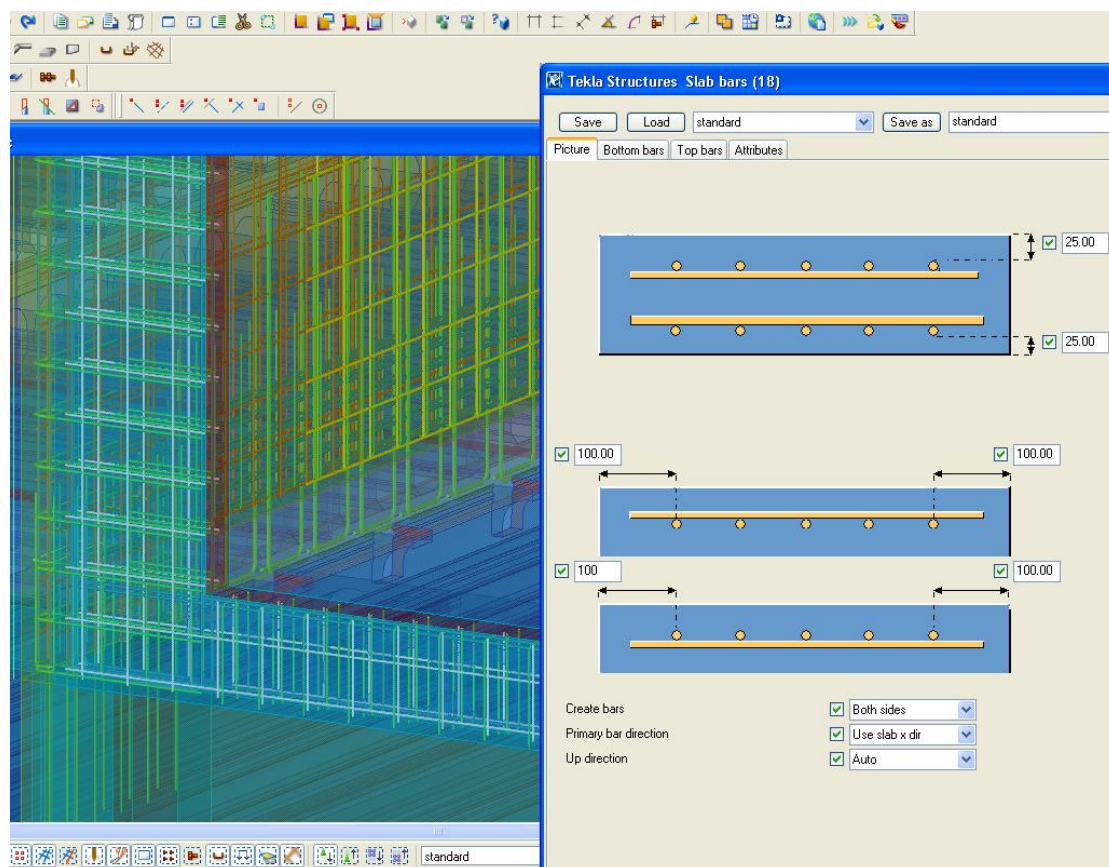 Tekla Structures Slab bars (18)
Save Load standard Save as standard
Picture Bottom bars Top bars Attributes
25.00
25.00
100.00 100.00
100 100.00
Create bars Both sides
Primary bar direction Use slab x dir
Up direction Auto
standard